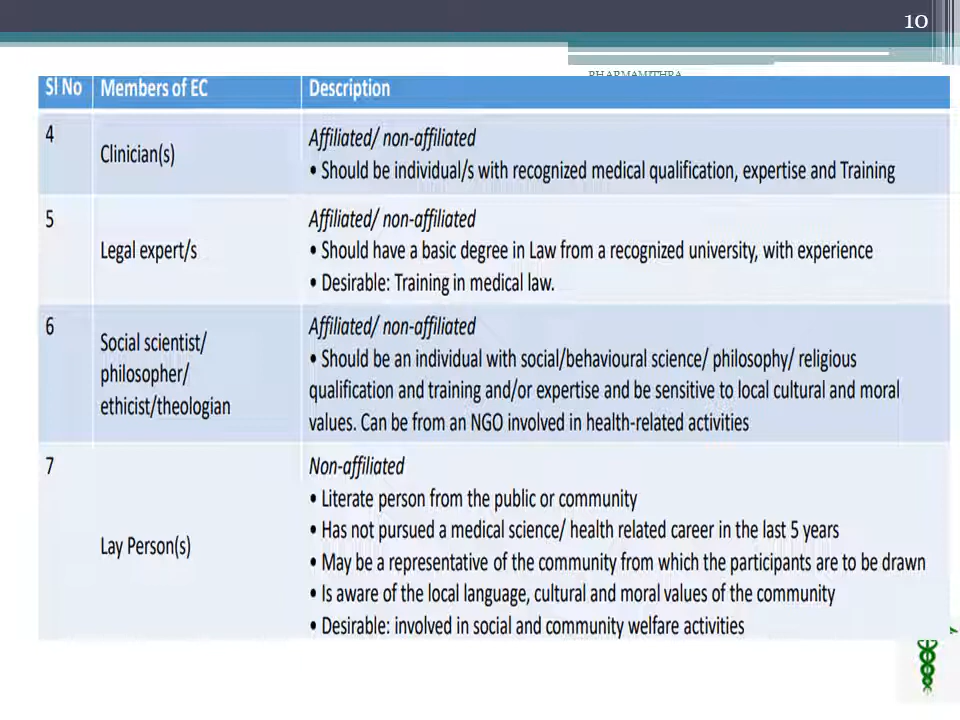 10
PHARMAMITHRA
Sl No Members of EC Description
4
Clinician(s)
Affiliated/ non-affiliated
• Should be individual/s with recognized medical qualification, expertise and Training
5
Legal expert/s
Affiliated/ non-affiliated
• Should have a basic degree in Law from a recognized university, with experience
• Desirable: Training in medical law.
6
Social scientist/
philosopher/
ethicist/theologian
Affiliated/ non-affiliated
• Should be an individual with social/behavioural science/ philosophy/ religious
qualification and training and/or expertise and be sensitive to local cultural and moral
values. Can be from an NGO involved in health-related activities
7
Lay Person(s)
Non-affiliated
• Literate person from the public or community
• Has not pursued a medical science/ health related career in the last 5 years
• May be a representative of the community from which the participants are to be drawn
• Is aware of the local language, cultural and moral values of the community
• Desirable: involved in social and community welfare activities